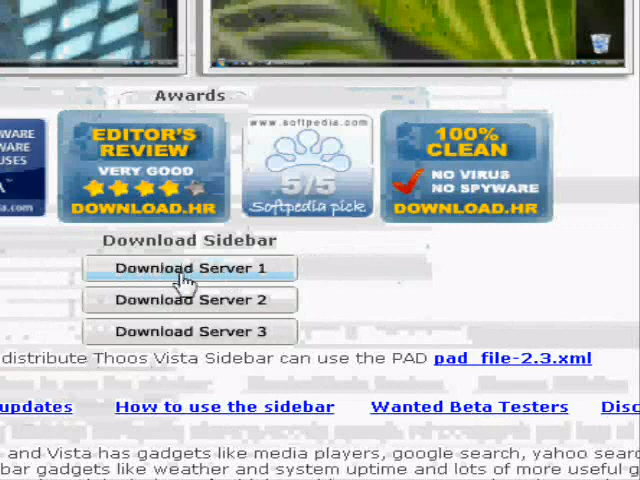 Awards
WARE
WARE
USES
EDITOR'S
REVIEW
VERY GOOD
DOWNLOAD.HR
www.softpedia.com
5/5
Softpedia pick
100%
CLEAN
NO VIRUS
NO SPYWARE
DOWNLOAD.HR
Download Sidebar
Download Server 1
Download Server 2
Download Server 3
distribute Thoos Vista Sidebar can use the PAD pad_file-2.3.xml
updates How to use the sidebar Wanted Beta Testers Disc
and Vista has gadgets like media players, google search, yahoo searc
bar gadgets like weather and system uptime and lots of more useful g